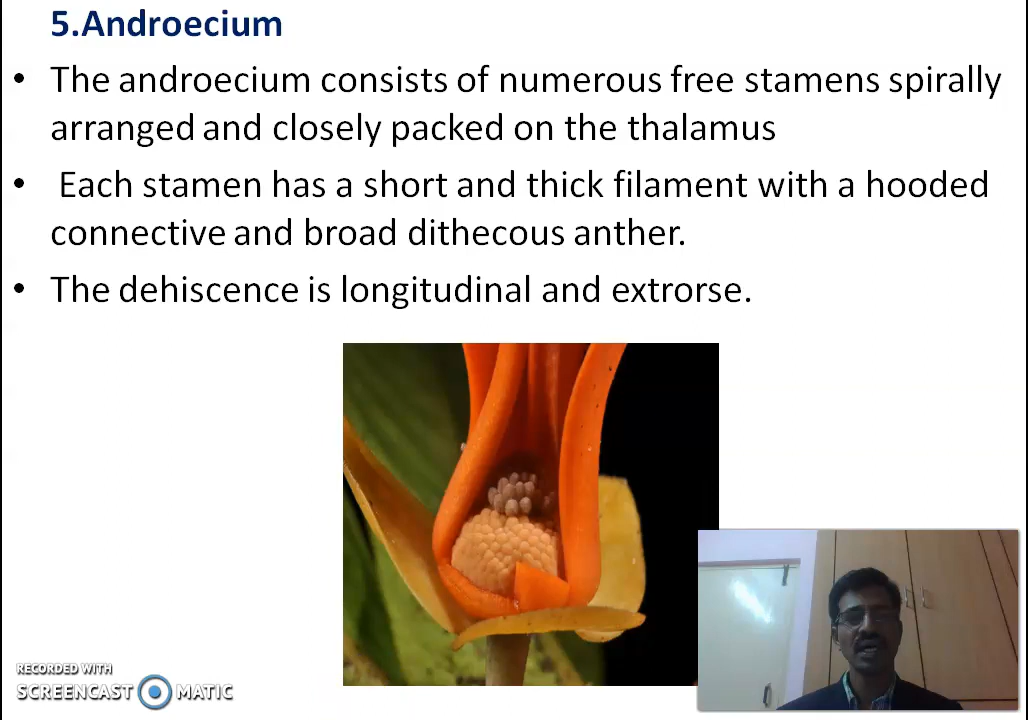 5.Androecium
• The androecium consists of numerous free stamens spirally
arranged and closely packed on the thalamus
• Each stamen has a short and thick filament with a hooded
connective and broad dithecous anther.
• The dehiscence is longitudinal and extrorse.
RECORDED WITH
SCREENCAST MATIC